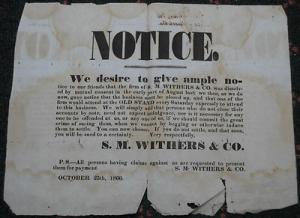 NOTICE.
We desire to give ample no-
tice to our friends that the firm of S. M. WITHERS & CO. was dissolv-
ed by mutual consent in the early part of August last; we then, as we do
now, gave notice that the business must be closed up, and that one of the
firm would attend at the OLD STAND every Saturday expressly to attend
to this business. We will simply add that persons who do not close their
accounts by note, need not expect indulgence, nor is it necessary for any
one to be offended at us, or any of us, if we should commit the great
crime of suing them, when we cannot by begging or threatening get
them to settle. You can now choose. If you do not settle, and that soon,
you will be sued to a certainty. Very respectfully,
S. M. WITHERS & CO.
P. S.—All persons having claims against us are requested to present
them for payment. S. M. WITHERS & CO.
OCTOBER 25th, 1860.